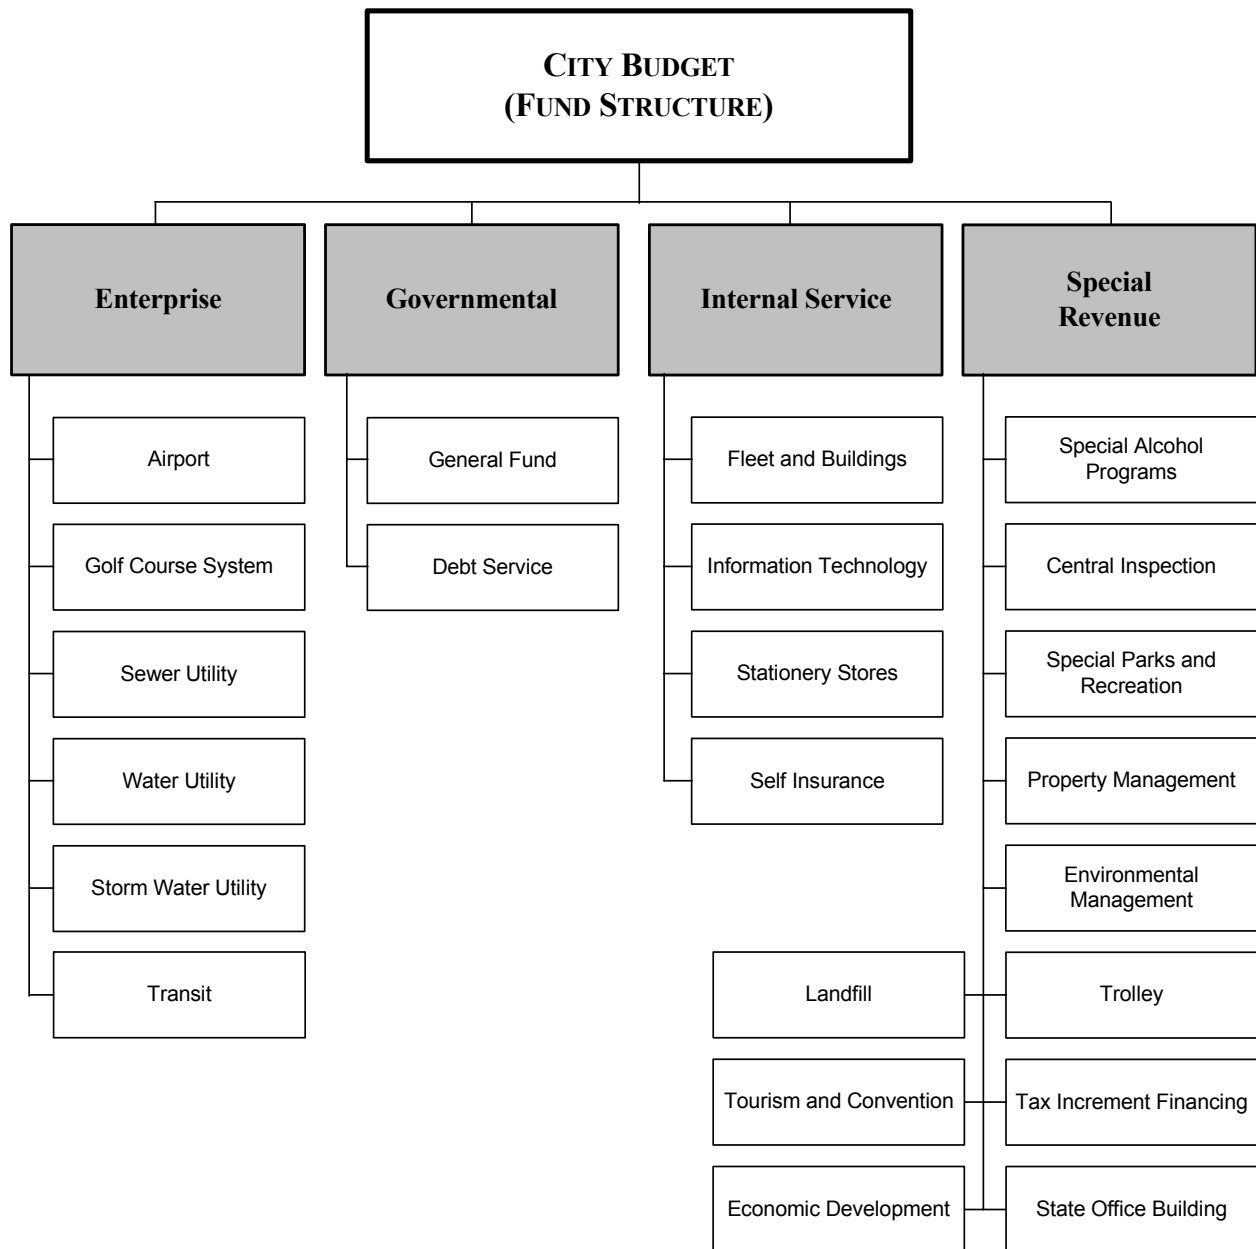 CITY BUDGET
(FUND STRUCTURE)
Enterprise
Governmental
Internal Service
Special
Revenue
Airport
Golf Course System
Sewer Utility
Water Utility
Storm Water Utility
Transit
General Fund
Debt Service
Fleet and Buildings
Information Technology
Stationery Stores
Self Insurance
Special Alcohol
Programs
Central Inspection
Special Parks and
Recreation
Property Management
Environmental
Management
Landfill
Trolley
Tourism and Convention
Tax Increment Financing
Economic Development
State Office Building